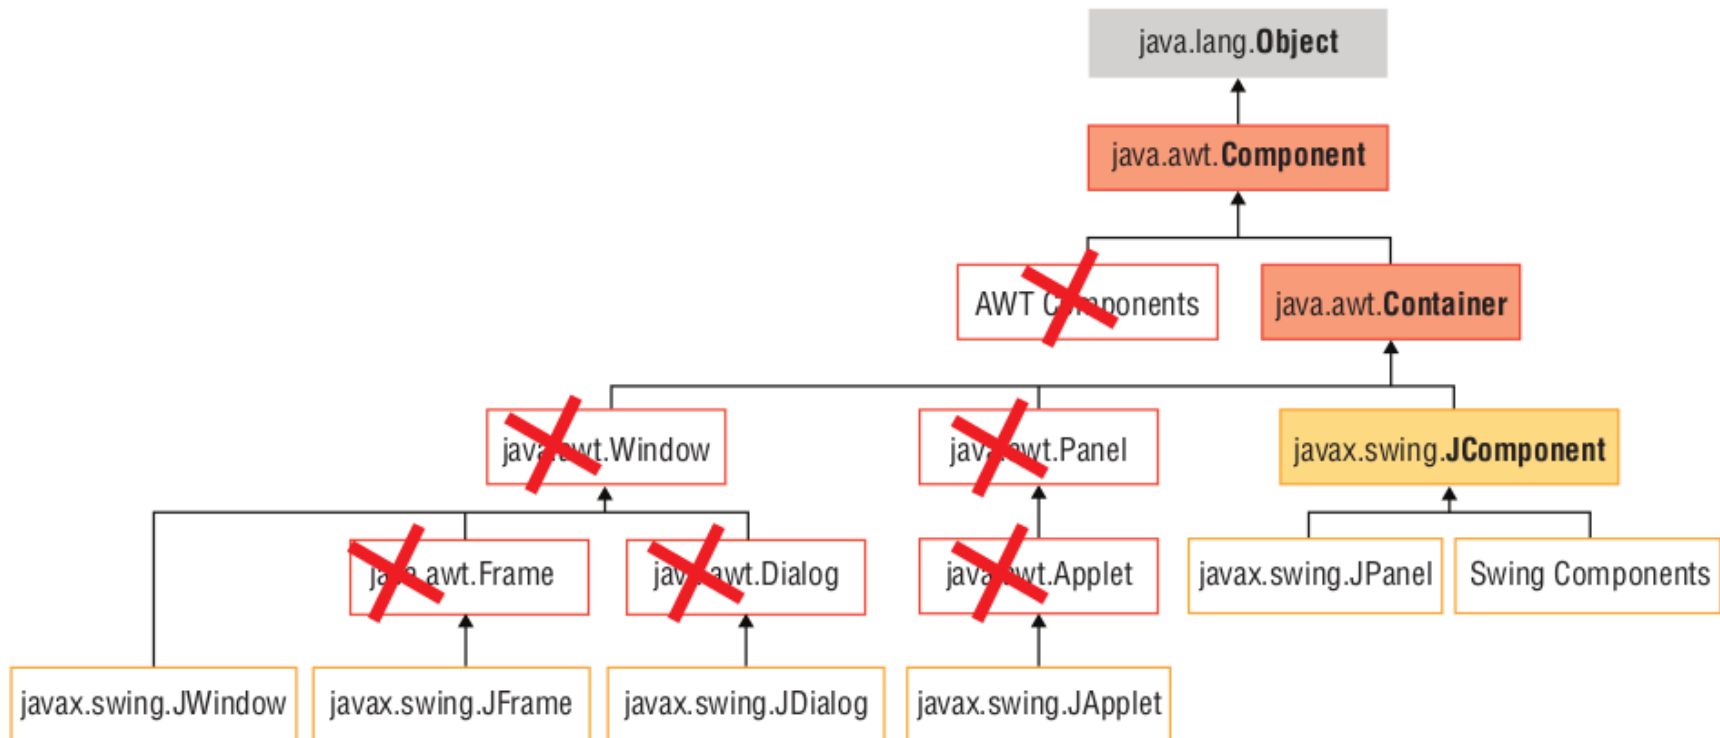 java.lang.Object
java.awt.Component
AWT Components
java.awt.Container
java.awt.Window
java.awt.Panel
javax.swing.JComponent
java.awt.Frame
java.awt.Dialog
java.awt.Applet
javax.swing.JPanel
Swing Components
javax.swing.JWindow
javax.swing.JFrame
javax.swing.JDialog
javax.swing.JApplet